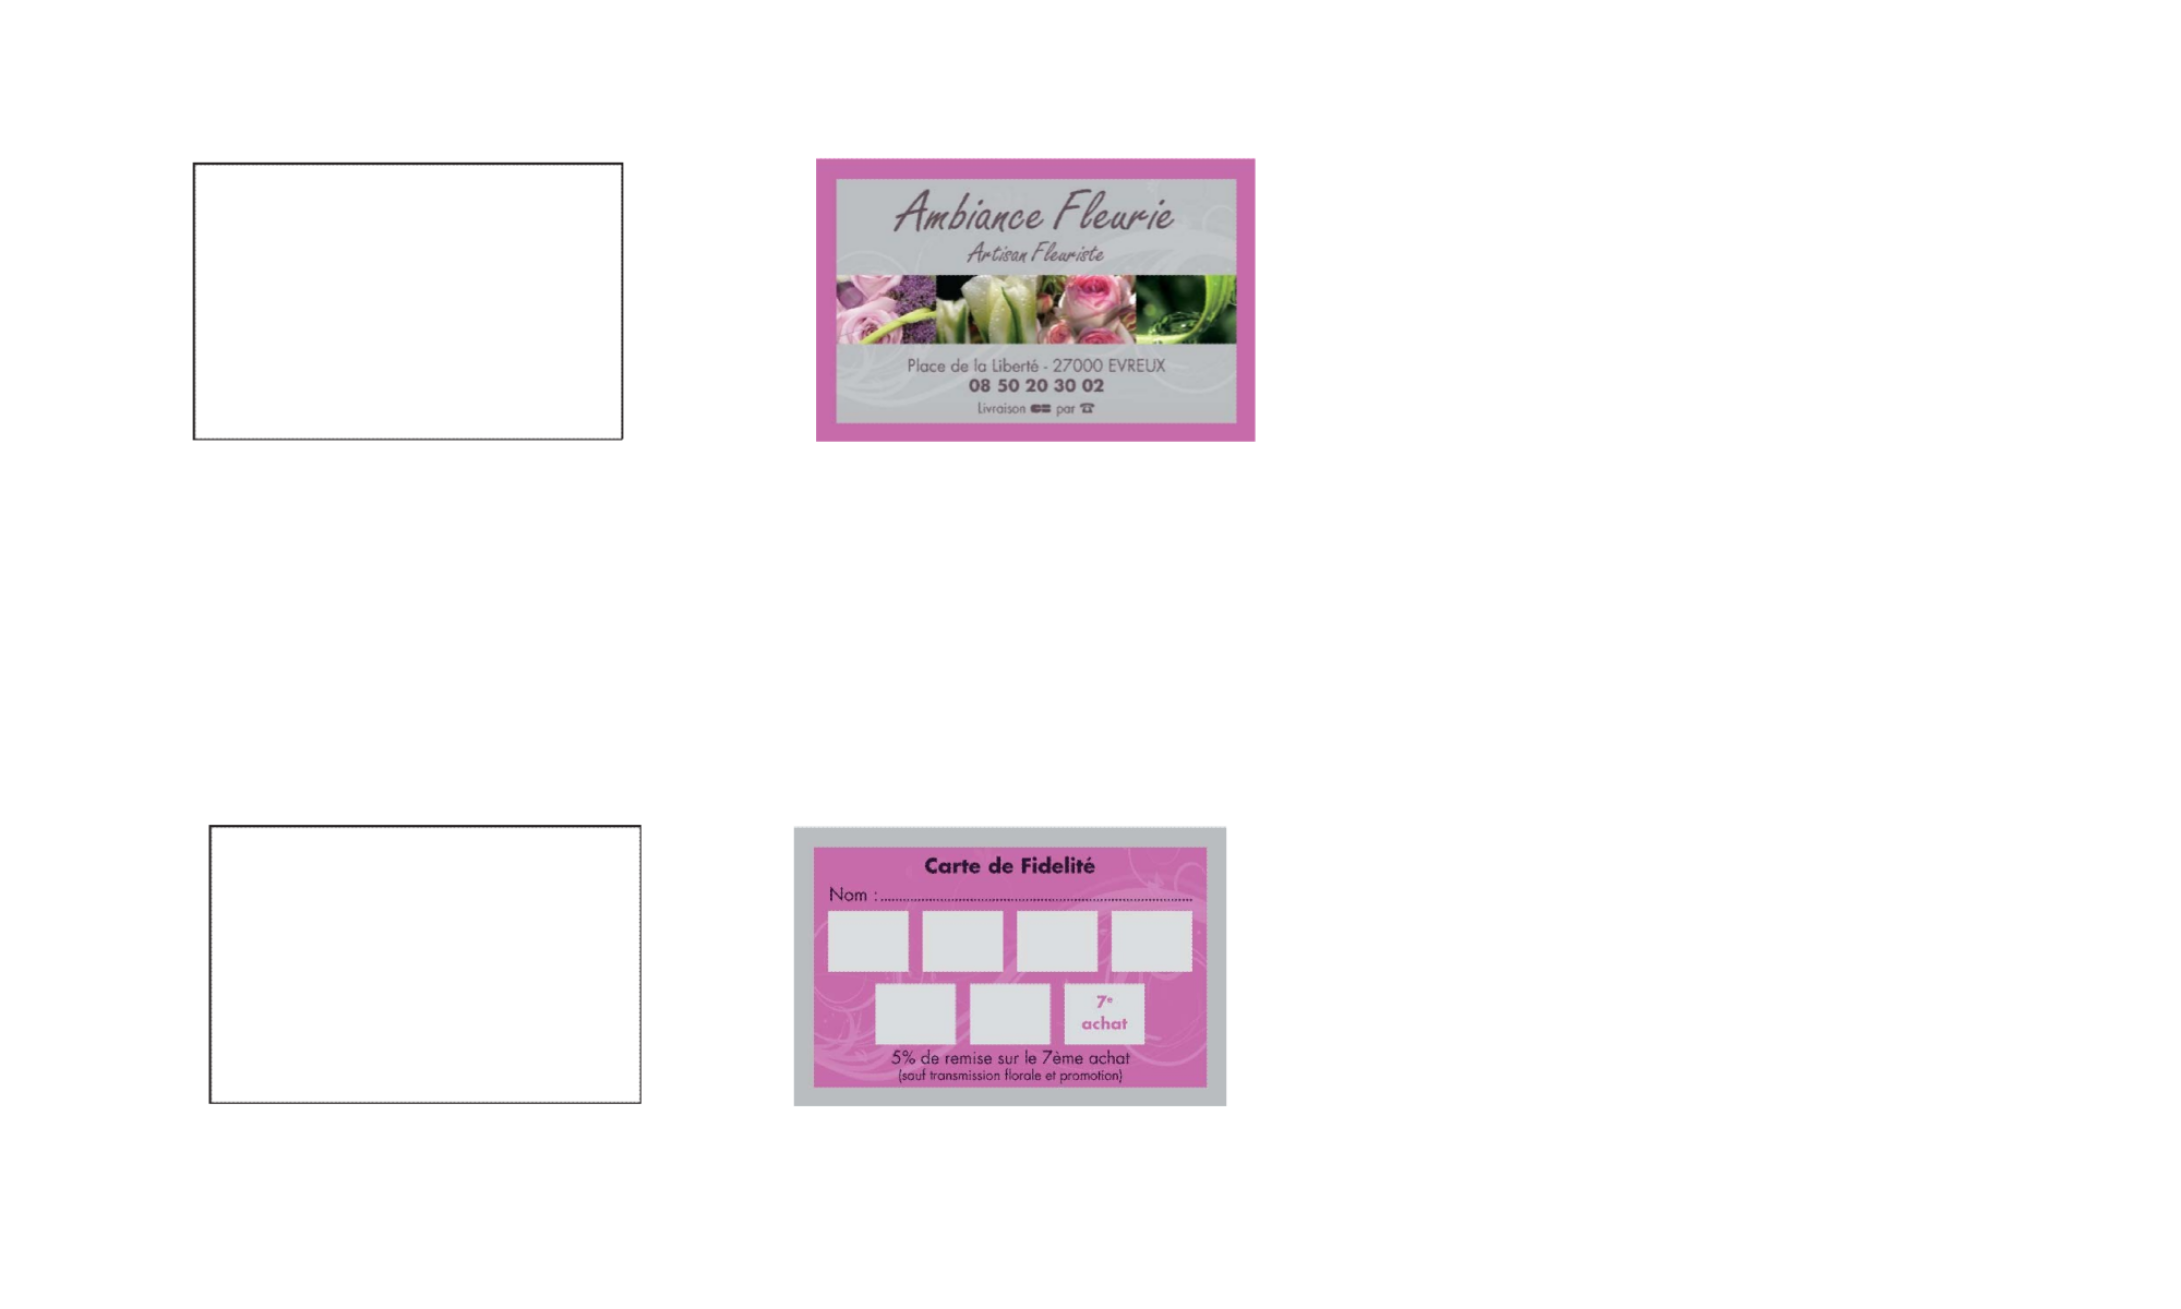 Ambiance Fleurie
Artisan Fleuriste
Place de la Liberté - 27000 EVREUX
08 50 20 30 02
Livraison par
Carte de Fidelité
Nom :
7e
achat
5% de remise sur le 7ème achat
(sauf transmission florale et promotion)